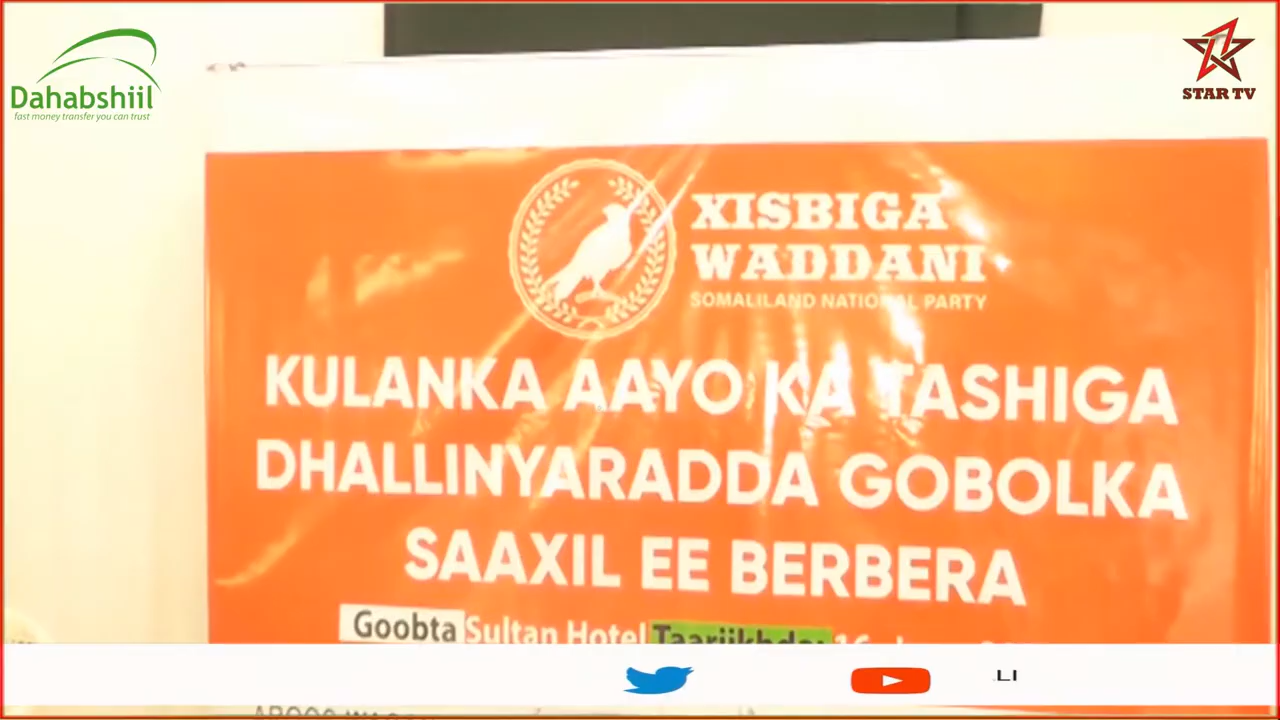 Dahabshiil
fast money transfer you can trust
STAR TV
XISBIGA
WADDANI
SOMALILAND NATIONAL PARTY
KULANKA AAYO KA TASHIGA
DHALLINYARADDA GOBOLKA
SAAXIL EE BERBERA
Goobta Sultan Hotel Taariikhda: